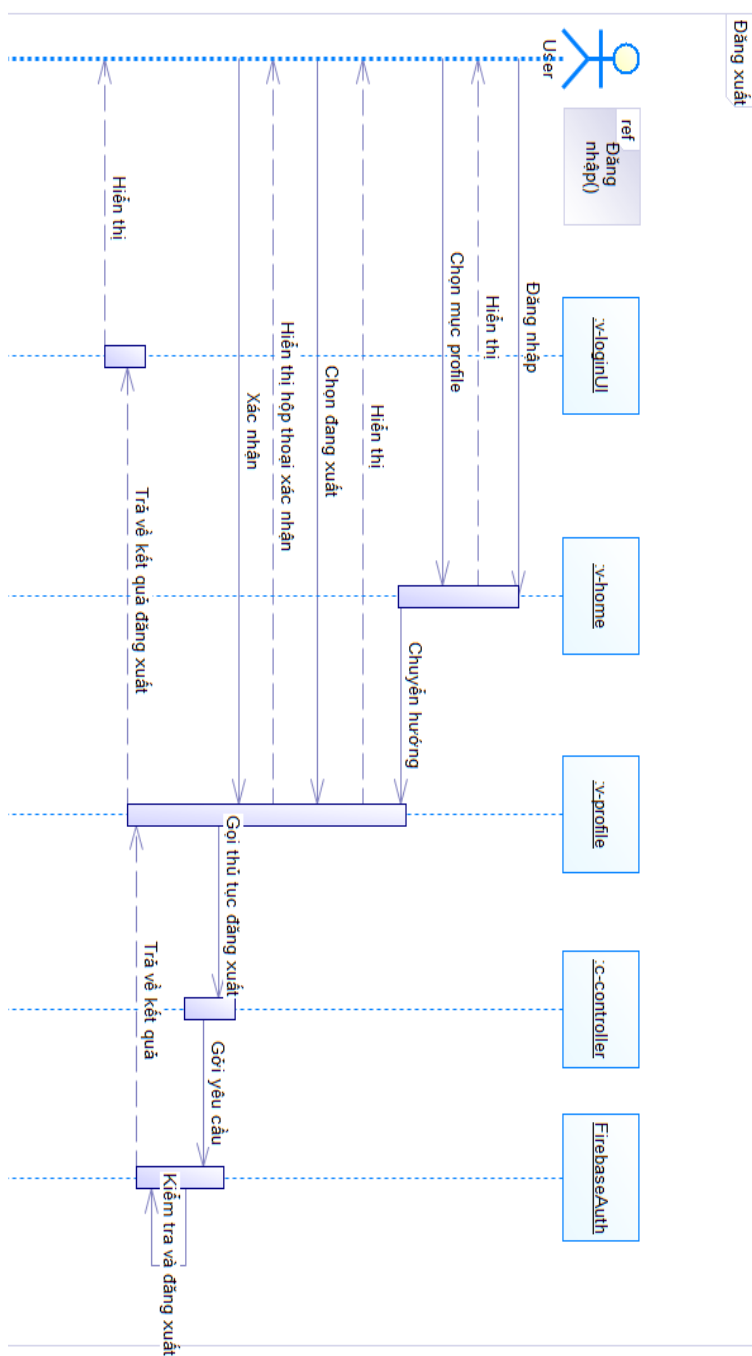 Đăng xuất
User
ref
Đăng
nhập()
:v-loginUI
:v-home
:v-profile
:c-controller
FirebaseAuth
Đăng nhập
Hiển thị
Chọn mục profile
Chuyển hướng
Hiển thị
Chọn đang xuất
Hiển thị hộp thoại xác nhận
Xác nhận
Gọi thủ tục đăng xuất
Gởi yêu cầu
Kiểm tra và đăng xuất
Trả về kết quả
Trả về kết quả đăng xuất
Hiển thị